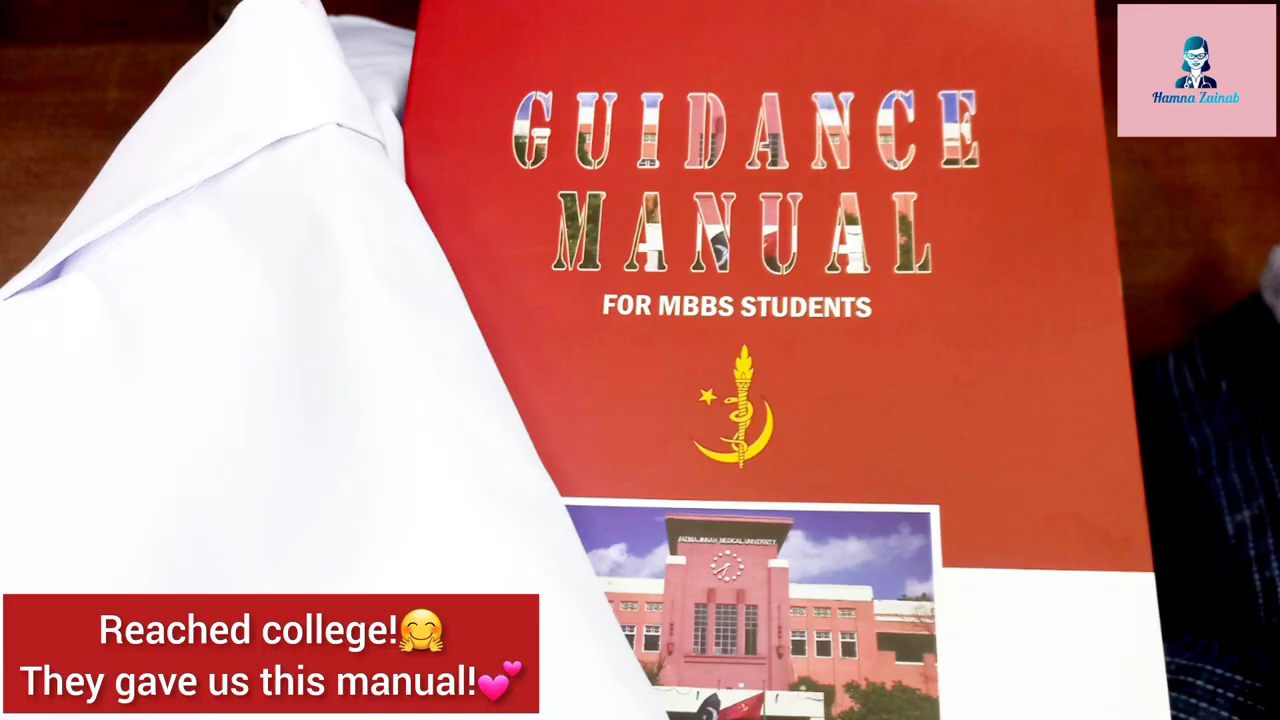 GUIDANCE
MANUAL
FOR MBBS STUDENTS
FATIMA JINNAH MEDICAL UNIVERSITY
Hamna Zainab
Reached college!🤗
They gave us this manual!💕